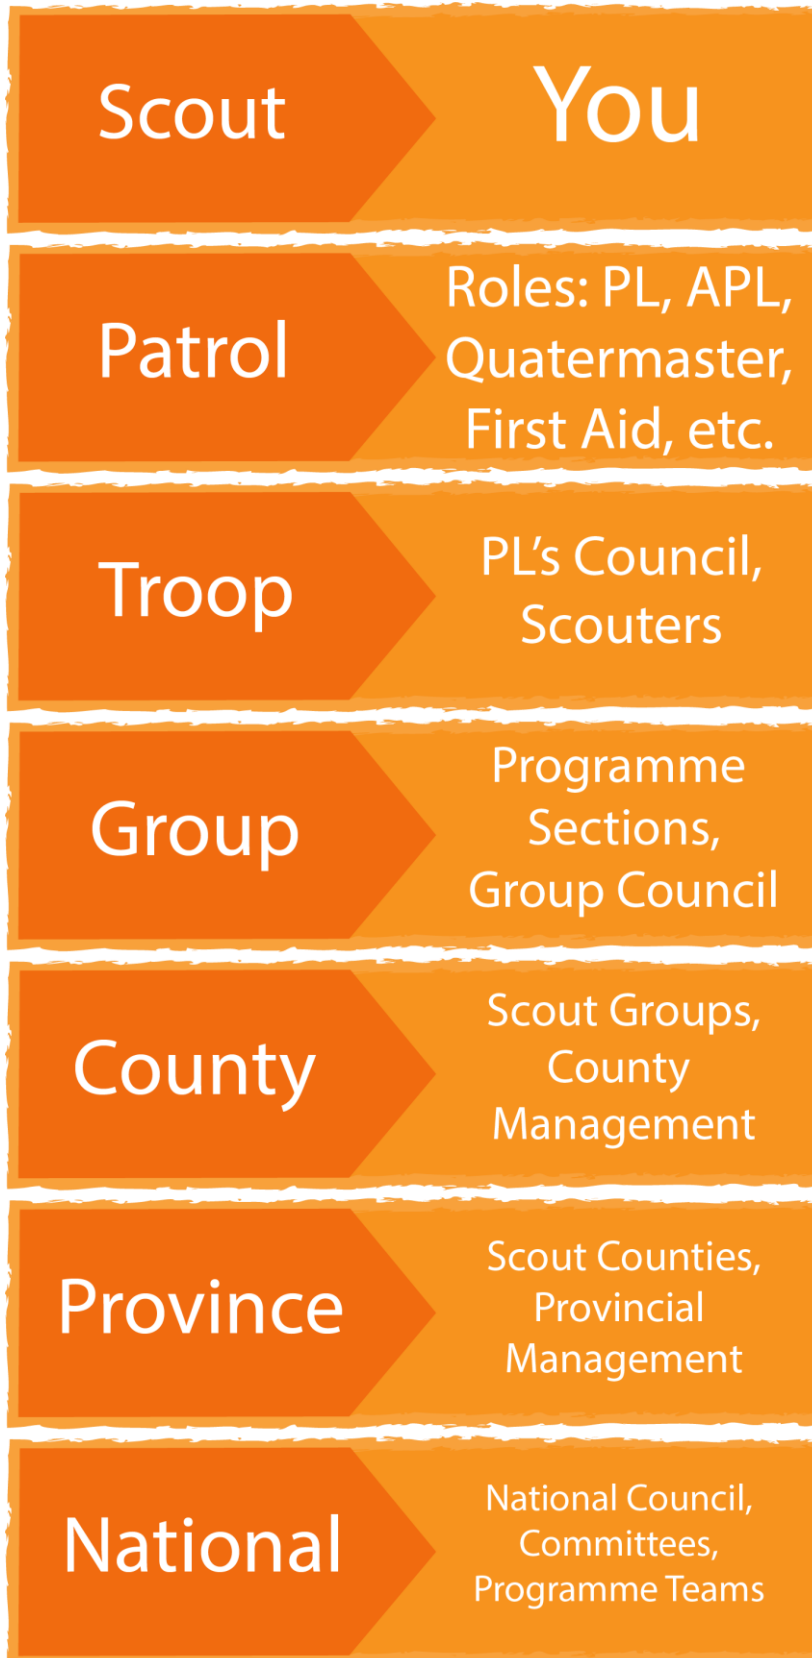 Scout
You
Patrol
Roles: PL, APL,
Quatermaster,
First Aid, etc.
Troop
PL’s Council,
Scouters
Group
Programme
Sections,
Group Council
County
Scout Groups,
County
Management
Province
Scout Counties,
Provincial
Management
National
National Council,
Committees,
Programme Teams